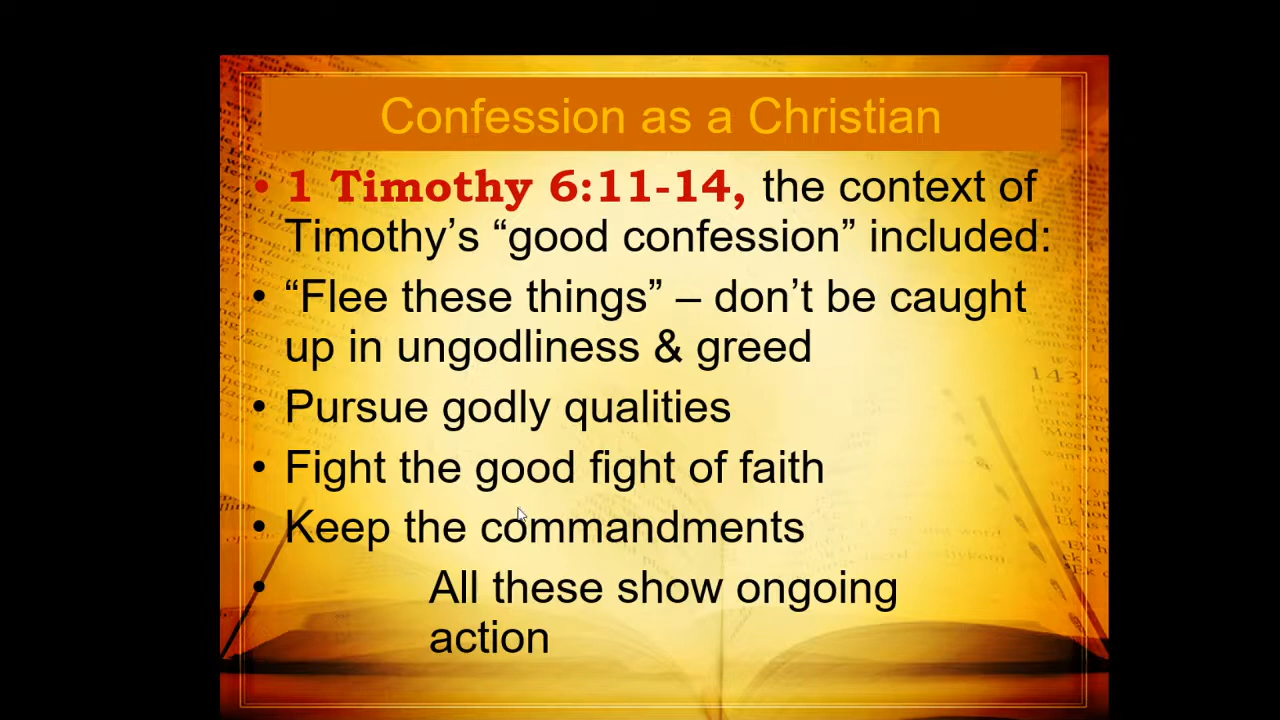 Confession as a Christian
• 1 Timothy 6:11-14, the context of
Timothy’s “good confession” included:
• “Flee these things” – don’t be caught
up in ungodliness & greed
• Pursue godly qualities
• Fight the good fight of faith
• Keep the commandments
• All these show ongoing
action
143